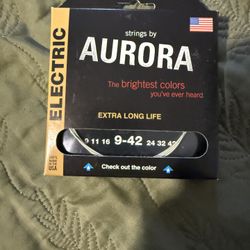 ELECTRIC
strings by
AURORA
The brightest colors
you've ever heard.
EXTRA LONG LIFE
9 11 16 9-42 24 32 42
Check out the color
USA